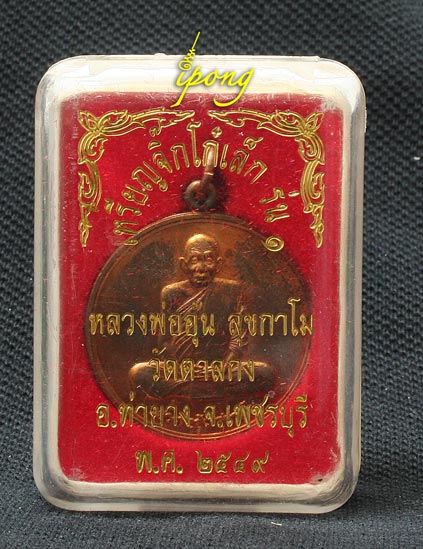 ipong
เหรียญจิ๊กโก๋เล็ก รุ่น ๑
หลวงพ่ออุ้น สุขกาโม
วัดตาลกง
อ.ท่ายาง จ.เพชรบุรี
พ.ศ. ๒๕๔๙